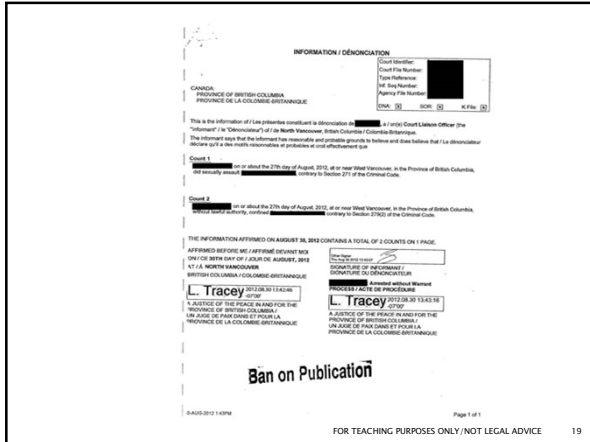 INFORMATION / DÉNONCIATION
Court Identifier:
Court File Number:
Type Reference:
Inf. Seq Number:
Agency File Number:
DNA: SOR: K File:
CANADA:
PROVINCE OF BRITISH COLUMBIA
PROVINCE DE LA COLOMBIE-BRITANNIQUE
This is the information of / Les présentes constituent la dénonciation de , a / un(e) Court Liaison Officer (the
"informant" / le "Dénonciateur") of / de North Vancouver, British Columbia / Colombie-Britannique.
The informant says that the informant has reasonable and probable grounds to believe and does believe that / Le dénonciateur
déclare qu'il a des motifs raisonnables et probables et croit effectivement que
Count 1
on or about the 27th day of August, 2012, at or near West Vancouver, in the Province of British Columbia,
did sexually assault , contrary to Section 271 of the Criminal Code.
Count 2
on or about the 27th day of August, 2012, at or near West Vancouver, in the Province of British Columbia,
without lawful authority, confined contrary to Section 279(2) of the Criminal Code.
THE INFORMATION AFFIRMED ON AUGUST 30, 2012 CONTAINS A TOTAL OF 2 COUNTS ON 1 PAGE.
AFFIRMED BEFORE ME / AFFIRMÉ DEVANT MOI
ON / CE 30TH DAY OF / JOUR DE AUGUST, 2012
AT / À NORTH VANCOUVER
BRITISH COLUMBIA / COLOMBIE-BRITANNIQUE
L. Tracey 2012.08.30 13:42:46
-07'00'
A JUSTICE OF THE PEACE IN AND FOR THE
PROVINCE OF BRITISH COLUMBIA /
UN JUGE DE PAIX DANS ET POUR LA
PROVINCE DE LA COLOMBIE-BRITANNIQUE
SIGNATURE OF INFORMANT /
SIGNATURE DU DÉNONCIATEUR
Arrested without Warrant
PROCESS / ACTE DE PROCÉDURE
L. Tracey 2012.08.30 13:43:16
-07'00'
A JUSTICE OF THE PEACE IN AND FOR THE
PROVINCE OF BRITISH COLUMBIA /
UN JUGE DE PAIX DANS ET POUR LA
PROVINCE DE LA COLOMBIE-BRITANNIQUE
Ban on Publication
0-AUG-2012 1:43PM
Page 1 of 1
FOR TEACHING PURPOSES ONLY/NOT LEGAL ADVICE 19